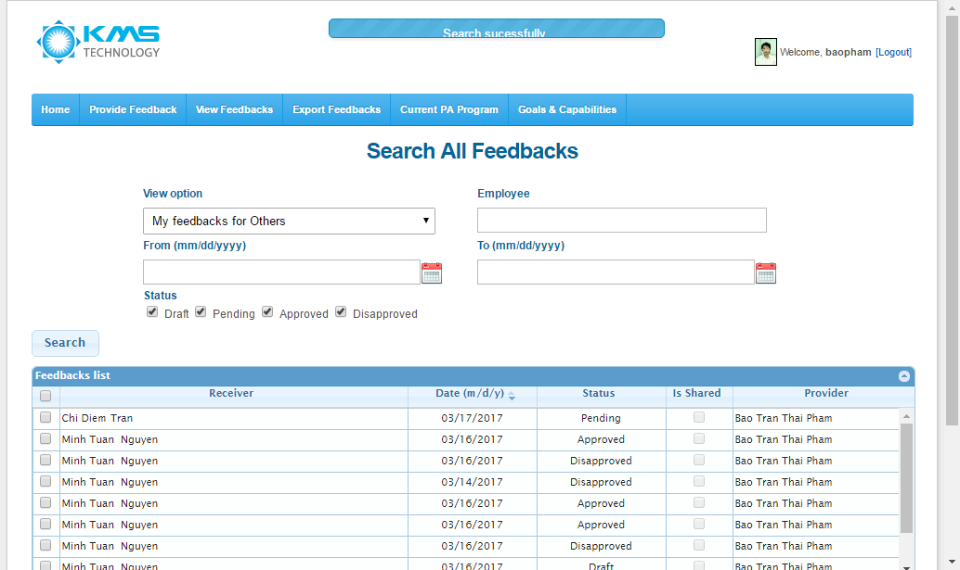 KMS
TECHNOLOGY
Search sucessfully
Welcome, baopham [Logout]
Home Provide Feedback View Feedbacks Export Feedbacks Current PA Program Goals & Capabilities
Search All Feedbacks
View option Employee
My feedbacks for Others
From (mm/dd/yyyy) To (mm/dd/yyyy)
Status
Draft Pending Approved Disapproved
Search
Feedbacks list
Receiver Date (m/d/y) Status Is Shared Provider
Chi Diem Tran 03/17/2017 Pending Bao Tran Thai Pham
Minh Tuan Nguyen 03/16/2017 Approved Bao Tran Thai Pham
Minh Tuan Nguyen 03/16/2017 Disapproved Bao Tran Thai Pham
Minh Tuan Nguyen 03/14/2017 Disapproved Bao Tran Thai Pham
Minh Tuan Nguyen 03/16/2017 Approved Bao Tran Thai Pham
Minh Tuan Nguyen 03/16/2017 Approved Bao Tran Thai Pham
Minh Tuan Nguyen 03/16/2017 Disapproved Bao Tran Thai Pham
Minh Tuan Nguyen 03/16/2017 Draft Bao Tran Thai Pham